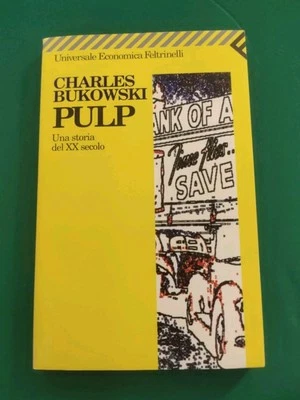 Universale Economica Feltrinelli
CHARLES
BUKOWSKI
PULP
Una storia
del XX secolo
ANK OF A
SAVE